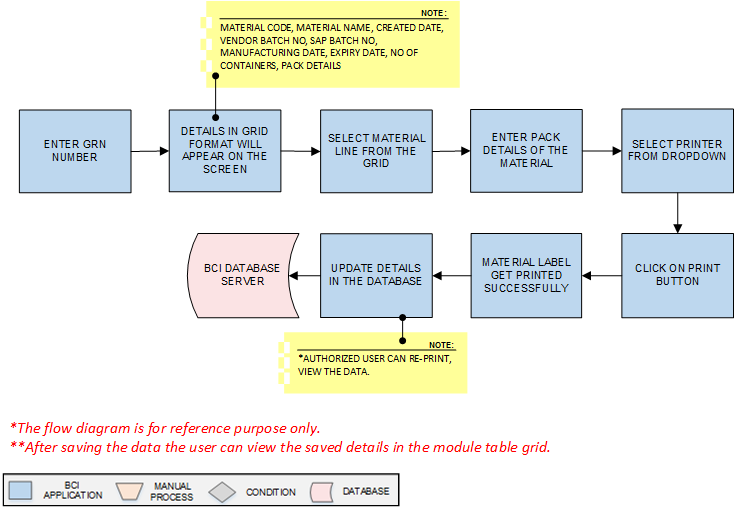 NOTE:
MATERIAL CODE, MATERIAL NAME, CREATED DATE,
VENDOR BATCH NO, SAP BATCH NO,
MANUFACTURING DATE, EXPIRY DATE, NO OF
CONTAINERS, PACK DETAILS
ENTER GRN
NUMBER
DETAILS IN GRID
FORMAT WILL
APPEAR ON THE
SCREEN
SELECT MATERIAL
LINE FROM THE
GRID
ENTER PACK
DETAILS OF THE
MATERIAL
SELECT PRINTER
FROM DROPDOWN
BCI DATABASE
SERVER
UPDATE DETAILS
IN THE DATABASE
MATERIAL LABEL
GET PRINTED
SUCCESSFULLY
CLICK ON PRINT
BUTTON
NOTE:
*AUTHORIZED USER CAN RE-PRINT,
VIEW THE DATA.
*The flow diagram is for reference purpose only.
**After saving the data the user can view the saved details in the module table grid.
BCI
APPLICATION
MANUAL
PROCESS
CONDITION
DATABASE